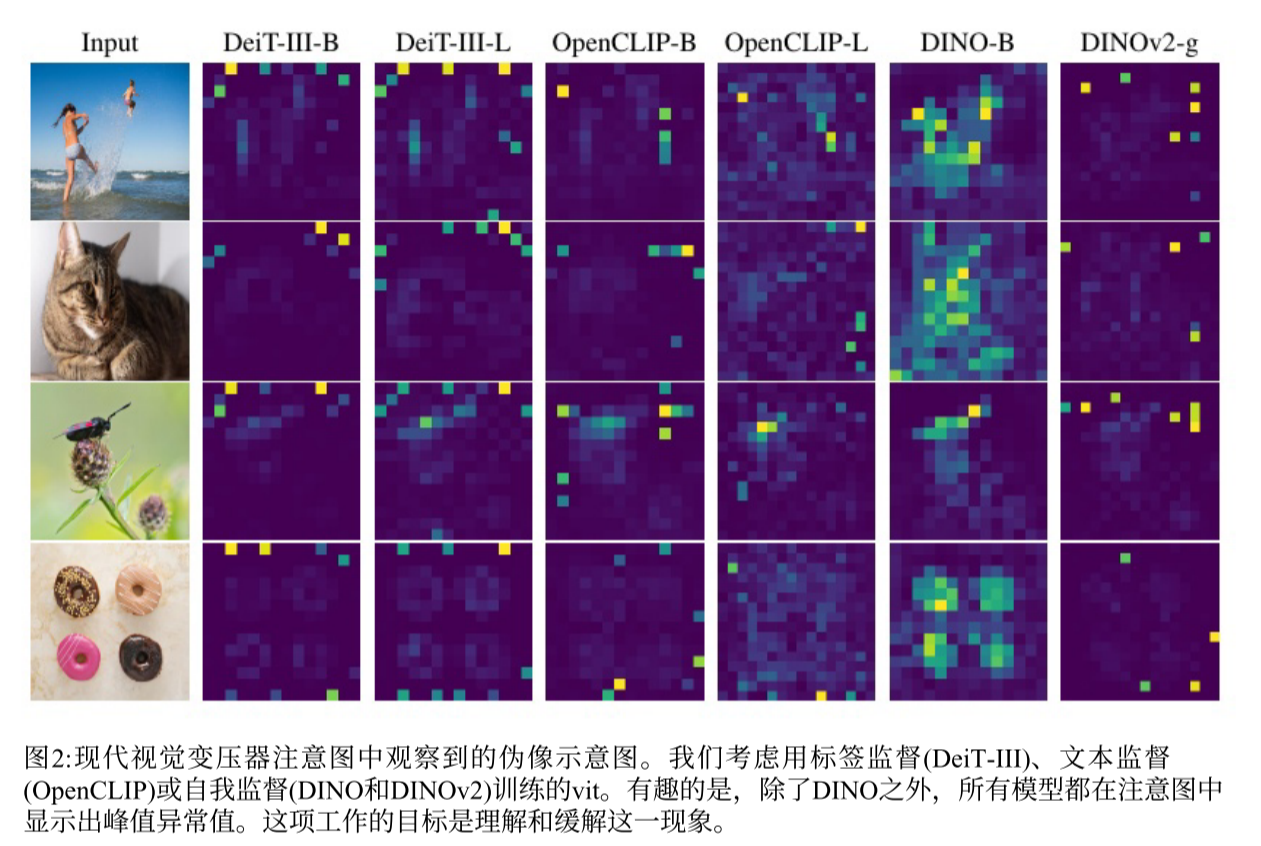 Input DeiT-III-B DeiT-III-L OpenCLIP-B OpenCLIP-L DINO-B DINOv2-g
图2:现代视觉变压器注意图中观察到的伪像示意图。我们考虑用标签监督(DeiT-III)、文本监督
(OpenCLIP)或自我监督(DINO和DINOv2)训练的vit。有趣的是，除了DINO之外，所有模型都在注意图中
显示出峰值异常值。这项工作的目标是理解和缓解这一现象。